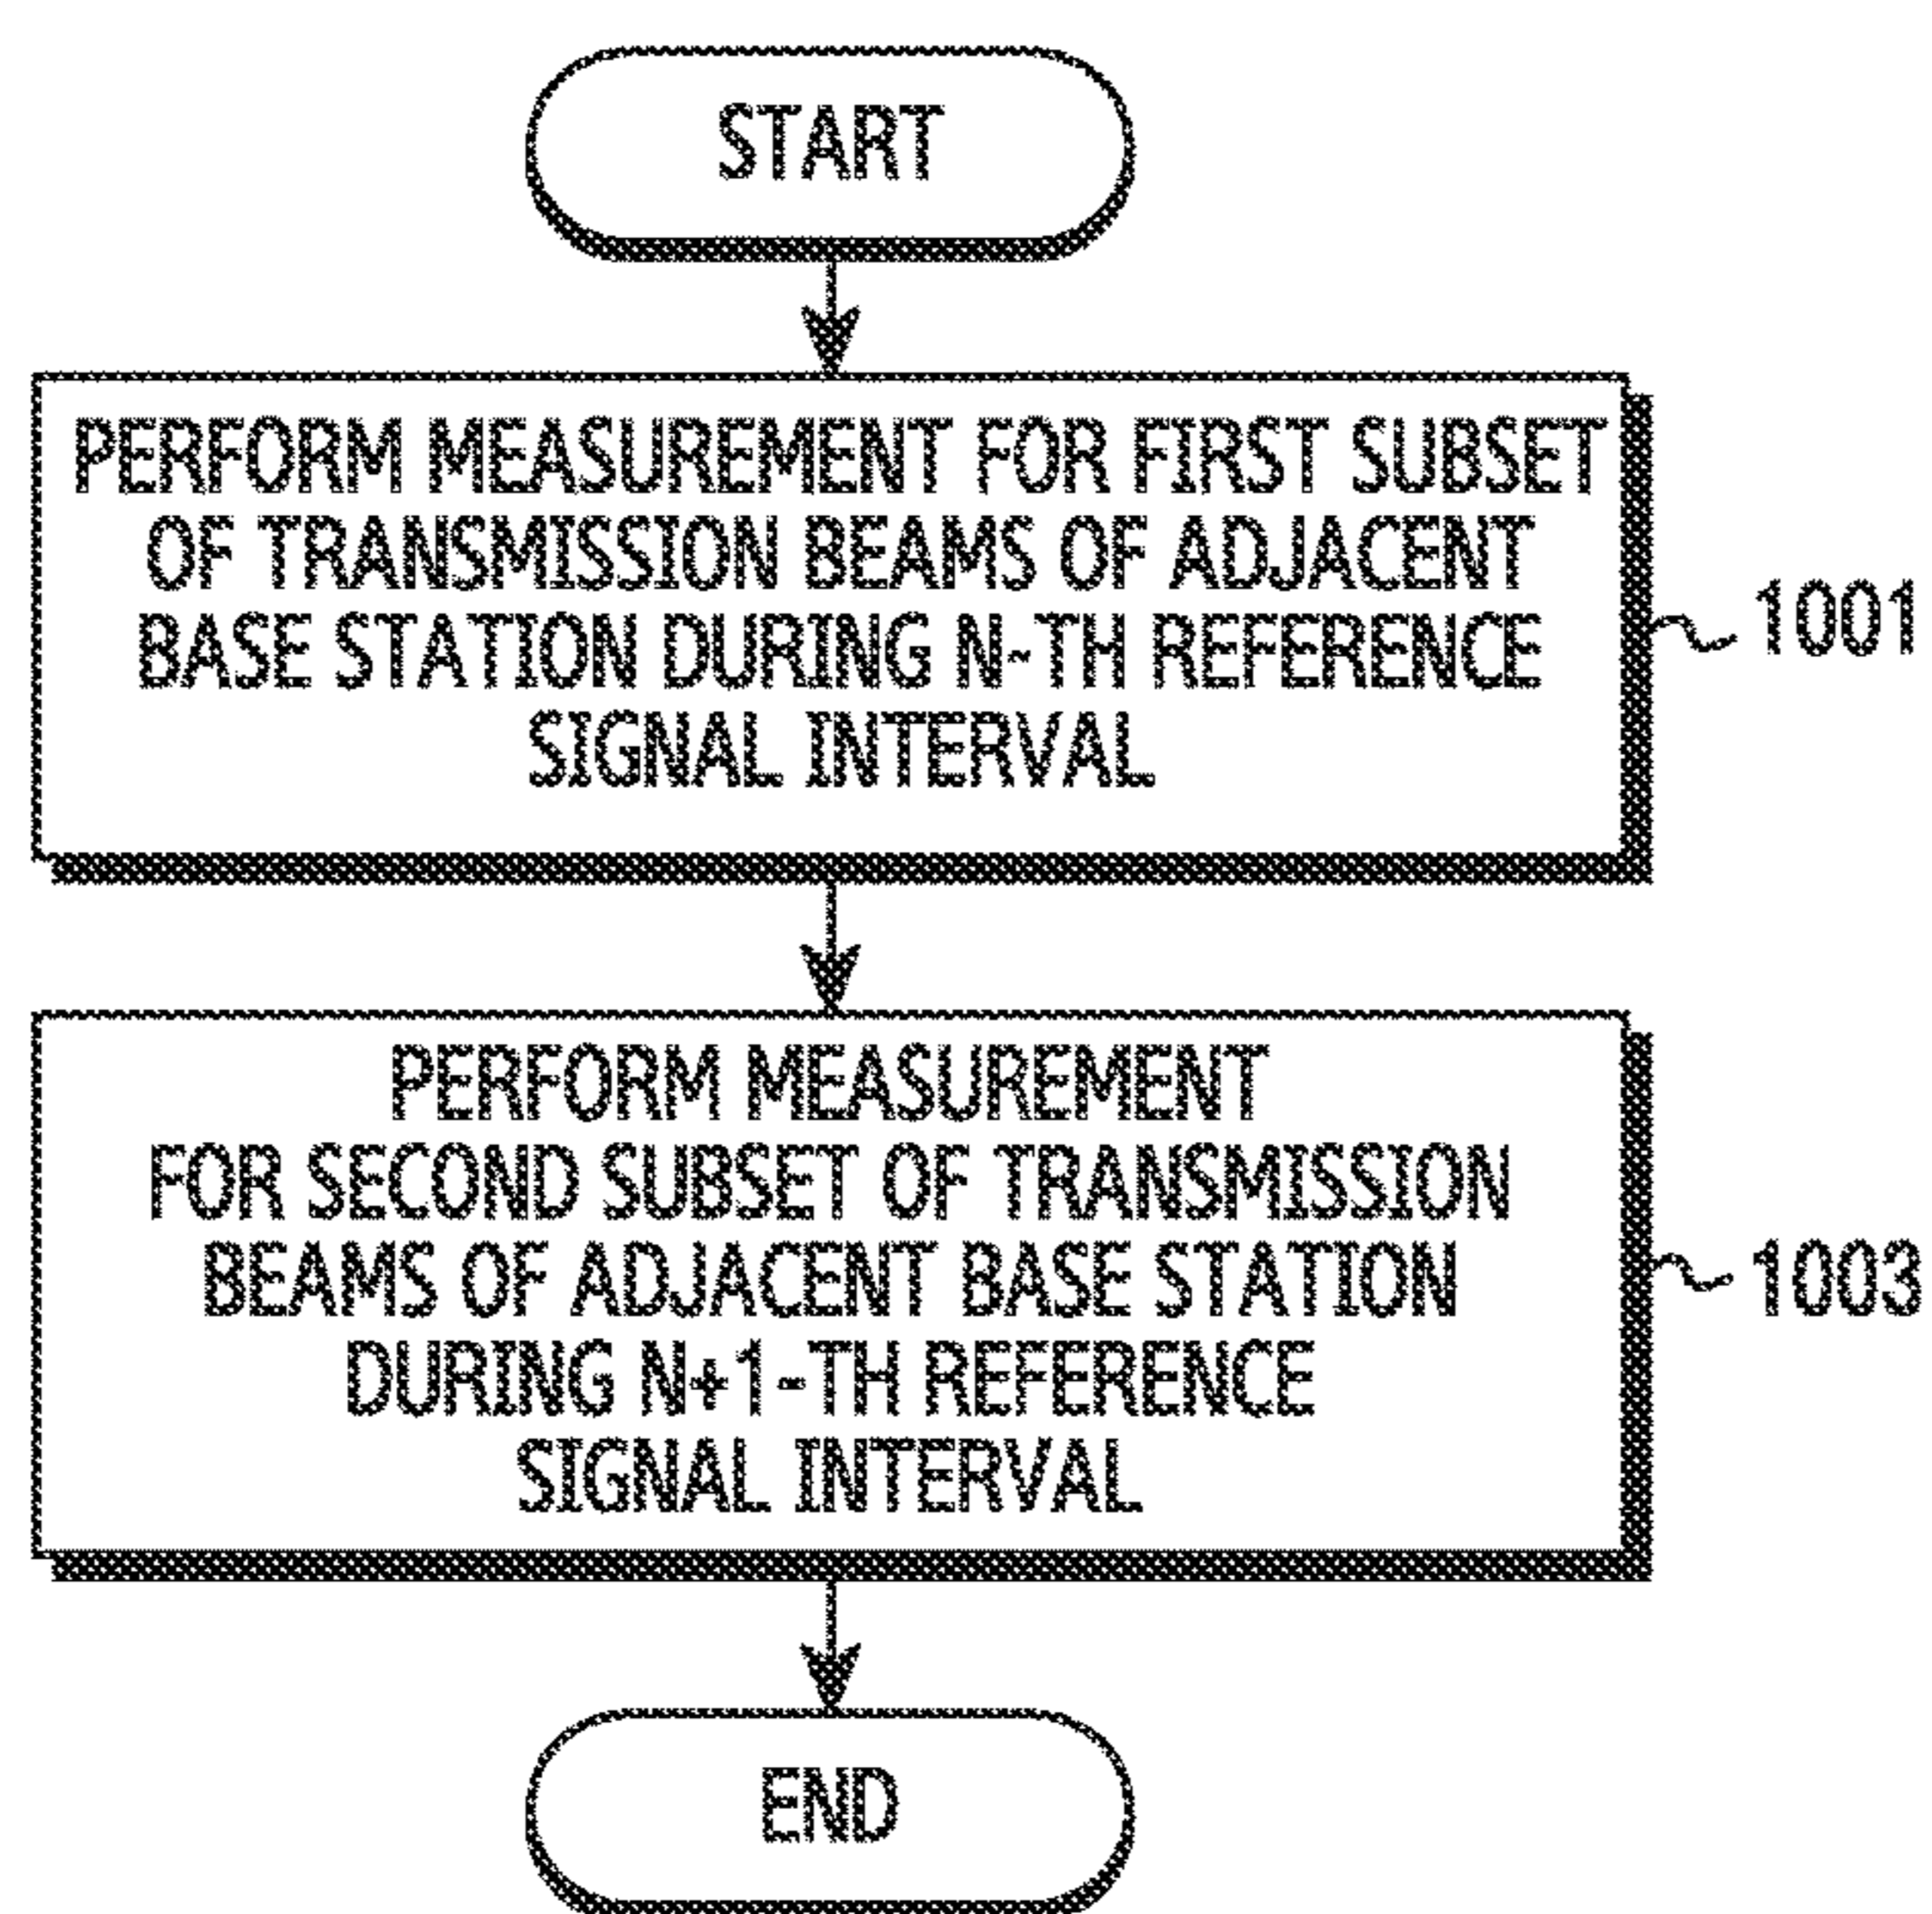 START
PERFORM MEASUREMENT FOR FIRST SUBSET
OF TRANSMISSION BEAMS OF ADJACENT
BASE STATION DURING N-TH REFERENCE
SIGNAL INTERVAL
1001
PERFORM MEASUREMENT
FOR SECOND SUBSET OF TRANSMISSION
BEAMS OF ADJACENT BASE STATION
DURING N+1-TH REFERENCE
SIGNAL INTERVAL
1003
END